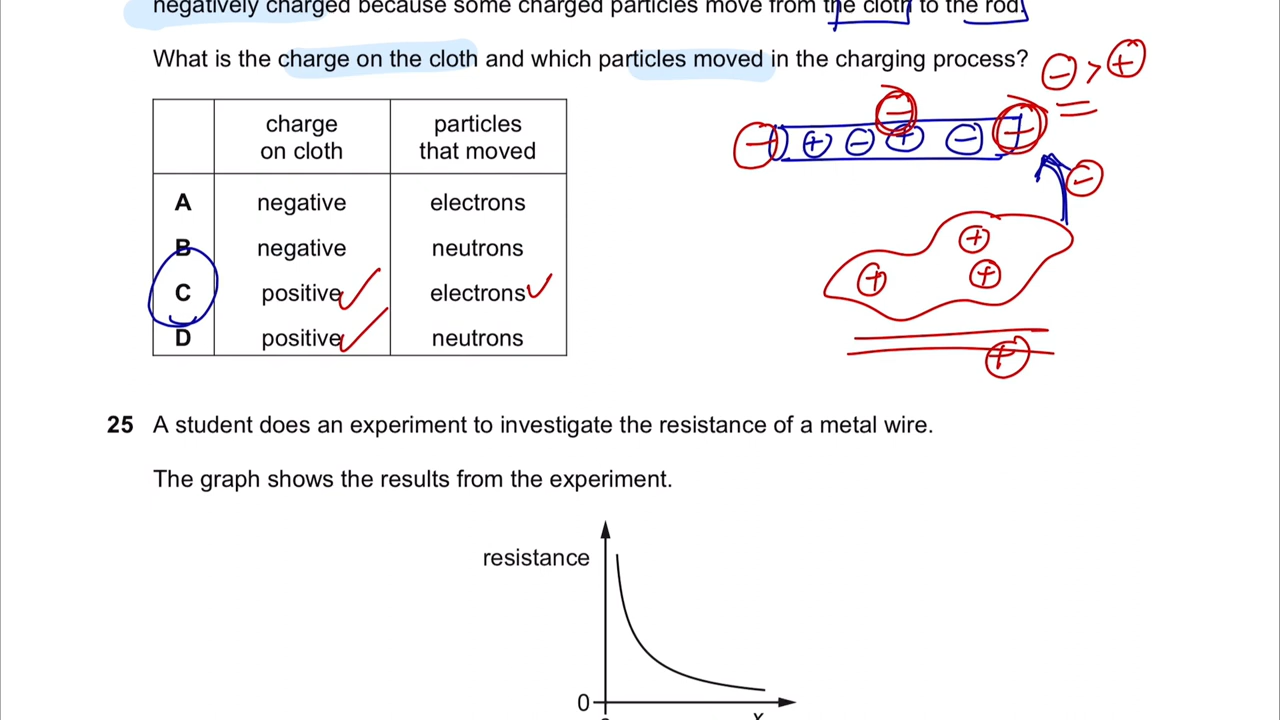 negatively charged because some charged particles move from the cloth to the rod.
What is the charge on the cloth and which particles moved in the charging process?
⊖ > ⊕
charge on cloth particles that moved
A negative electrons
B negative neutrons
C positive electrons
D positive neutrons
25 A student does an experiment to investigate the resistance of a metal wire.
The graph shows the results from the experiment.
resistance
0